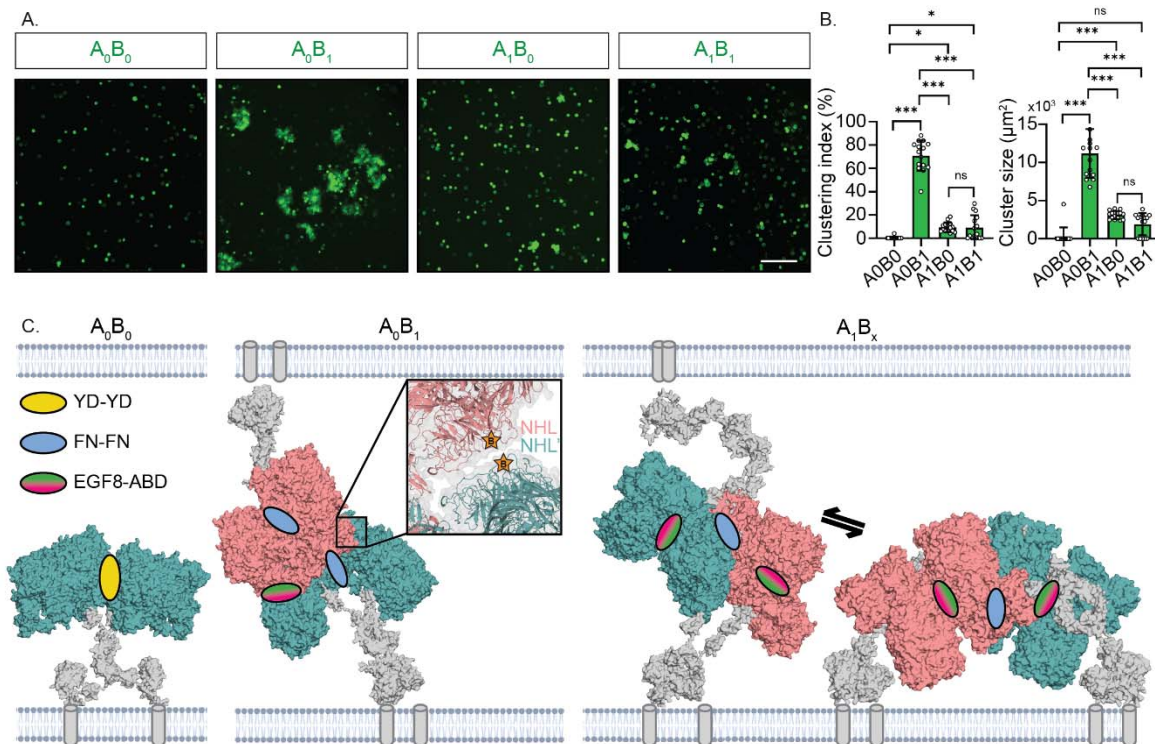 A.
A₀B₀
A₀B₁
A₁B₀
A₁B₁
B.
Clustering index (%)
100
80
60
40
20
0
A0B0
A0B1
A1B0
A1B1
*
*
***
***
***
ns
Cluster size (µm²)
×10³
15
10
5
0
A0B0
A0B1
A1B0
A1B1
ns
***
***
***
***
ns
C.
A₀B₀
A₀B₁
A₁Bₓ
YD-YD
FN-FN
EGF8-ABD
NHL
NHL'
B
B